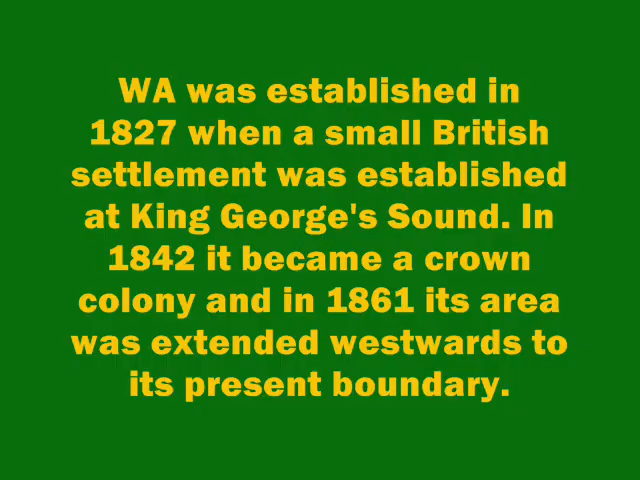 WA was established in
1827 when a small British
settlement was established
at King George's Sound. In
1842 it became a crown
colony and in 1861 its area
was extended westwards to
its present boundary.